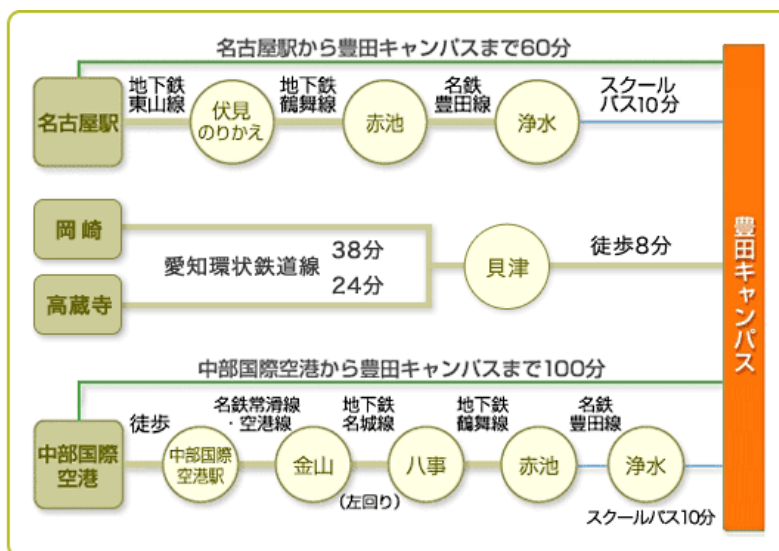 名古屋駅から豊田キャンパスまで60分
名古屋駅
地下鉄
東山線
伏見
のりかえ
地下鉄
鶴舞線
赤池
名鉄
豊田線
浄水
スクール
バス10分
岡崎
高蔵寺
愛知環状鉄道線
38分
24分
貝津
徒歩8分
豊田キャンパス
中部国際空港から豊田キャンパスまで100分
中部国際
空港
徒歩
中部国際
空港駅
名鉄常滑線
・空港線
金山
地下鉄
名城線
(左回り)
八事
地下鉄
鶴舞線
赤池
名鉄
豊田線
浄水
スクールバス10分